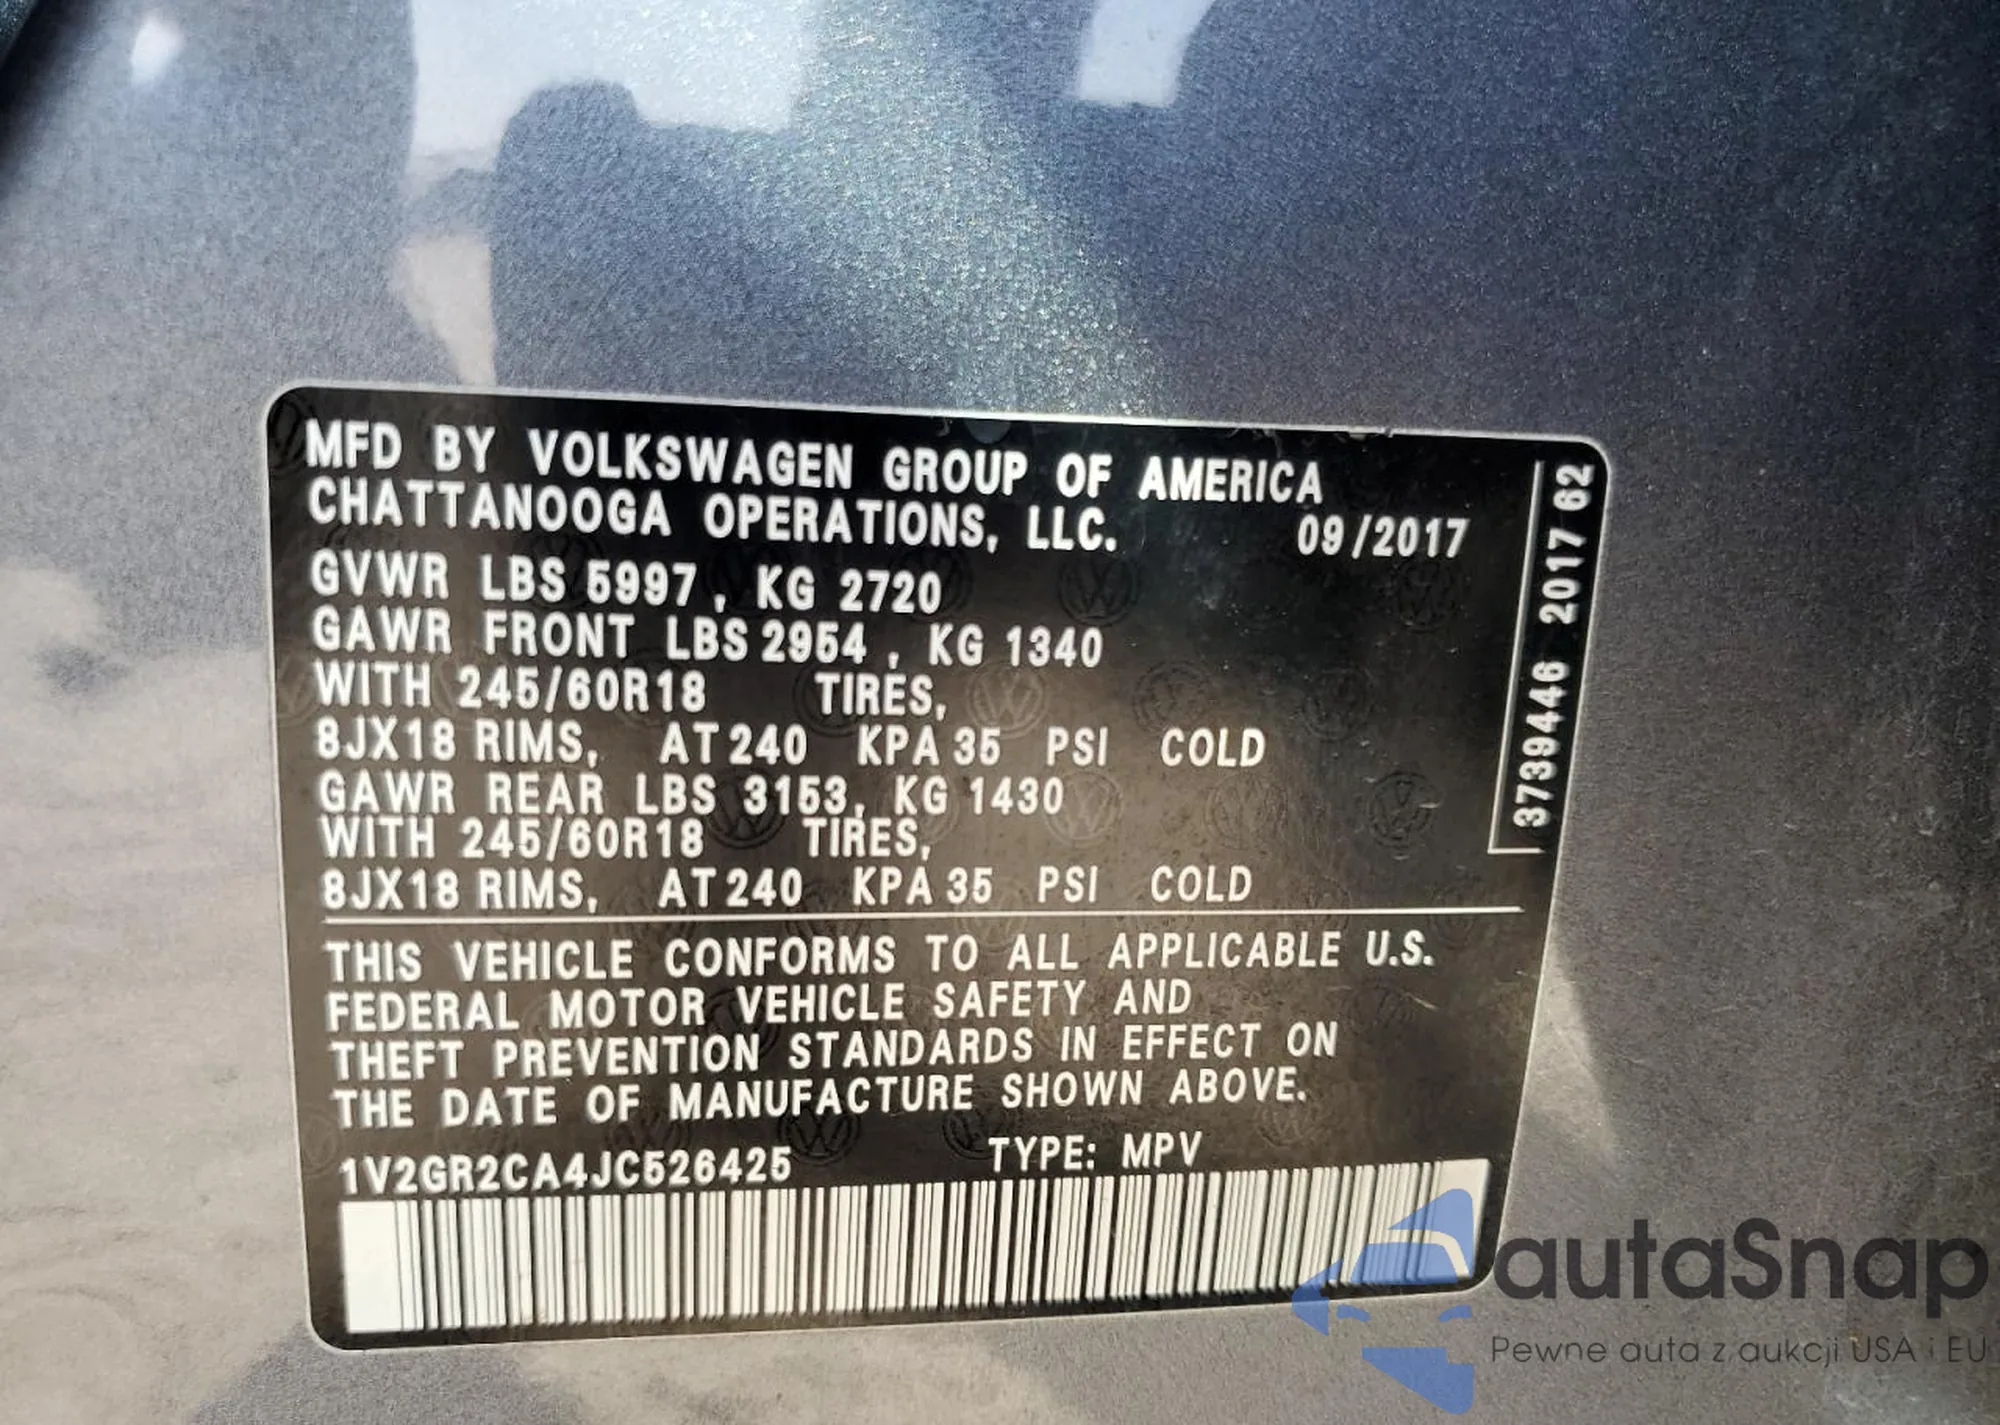 MFD BY VOLKSWAGEN GROUP OF AMERICA
CHATTANOOGA OPERATIONS, LLC. 09/2017
GVWR LBS 5997, KG 2720
GAWR FRONT LBS 2954, KG 1340
WITH 245/60R18 TIRES,
8JX18 RIMS, AT 240 KPA 35 PSI COLD
GAWR REAR LBS 3153, KG 1430
WITH 245/60R18 TIRES,
8JX18 RIMS, AT 240 KPA 35 PSI COLD
THIS VEHICLE CONFORMS TO ALL APPLICABLE U.S.
FEDERAL MOTOR VEHICLE SAFETY AND
THEFT PREVENTION STANDARDS IN EFFECT ON
THE DATE OF MANUFACTURE SHOWN ABOVE.
1V2GR2CA4JC526425 TYPE: MPV
3739446 2017 62
autaSnap
Pewne auta z aukcji USA i EU